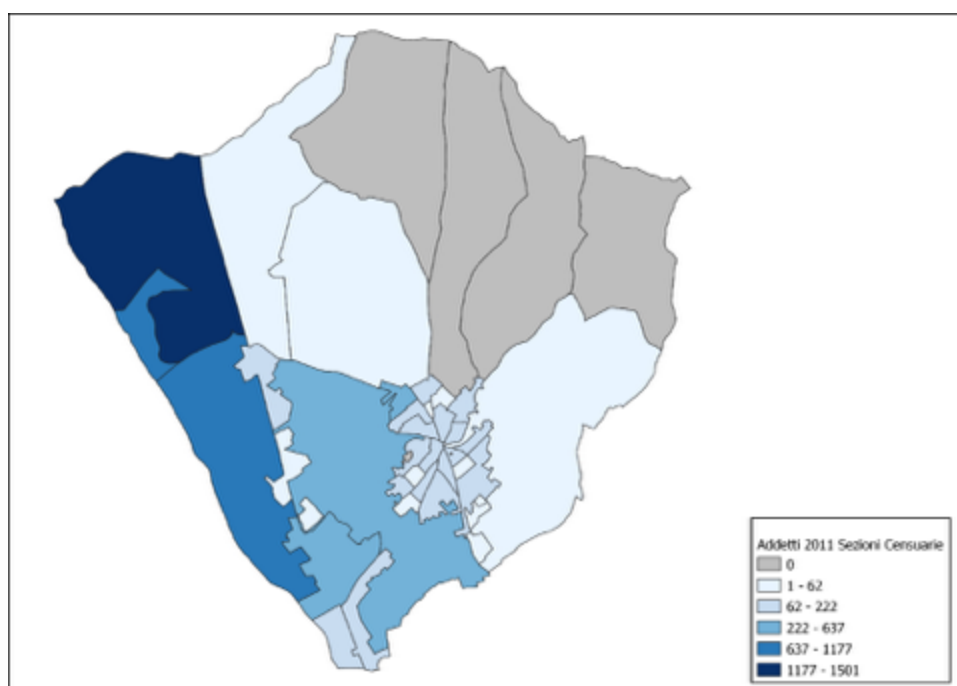 Addetti 2011 Sezioni Censuarie
0
1 - 62
62 - 222
222 - 637
637 - 1177
1177 - 1501